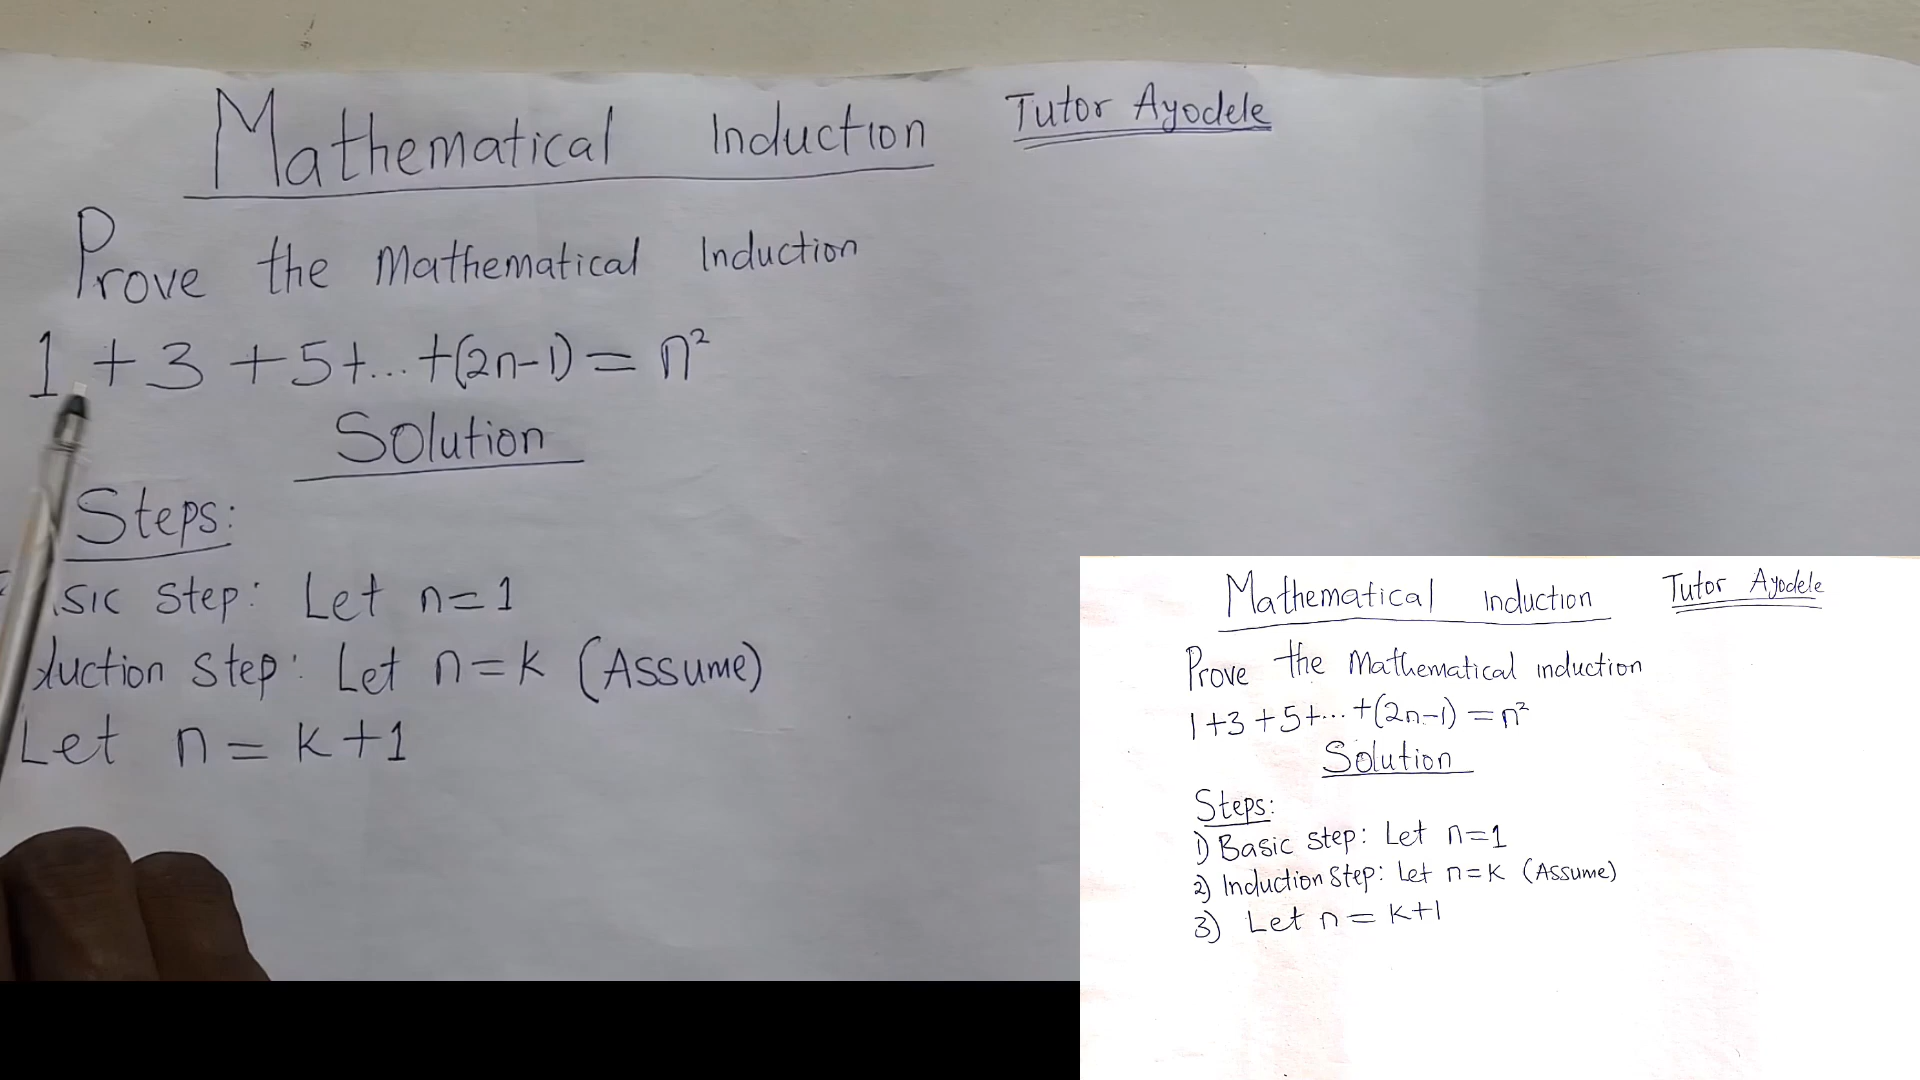 Mathematical Induction Tutor Ayodele
Prove the Mathematical Induction
1 + 3 + 5 + ... + (2n-1) = n²
Solution
Steps:
step: Let n=1
step: Let n=k (Assume)
Let n = k+1
Mathematical induction Tutor Ayodele
Prove the Mathematical induction
1+3+5+...+(2n-1) = n²
Solution
Steps:
1) Basic step: Let n=1
2) Induction step: Let n=k (Assume)
3) Let n = k+1